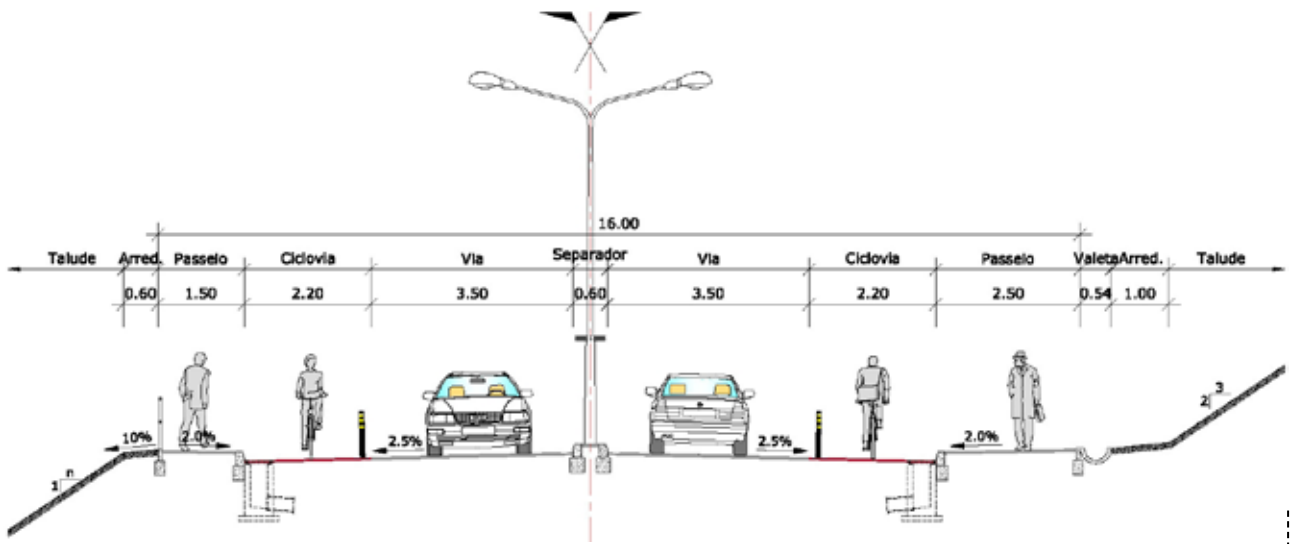 16.00
Talude Arred. Passeio Ciclovia Via Separador Via Ciclovia Passeio Valeta Arred. Talude
0.60 1.50 2.20 3.50 0.60 3.50 2.20 2.50 0.54 1.00
3
2
10% 2.0% 2.5% 2.5% 2.0%
n
1